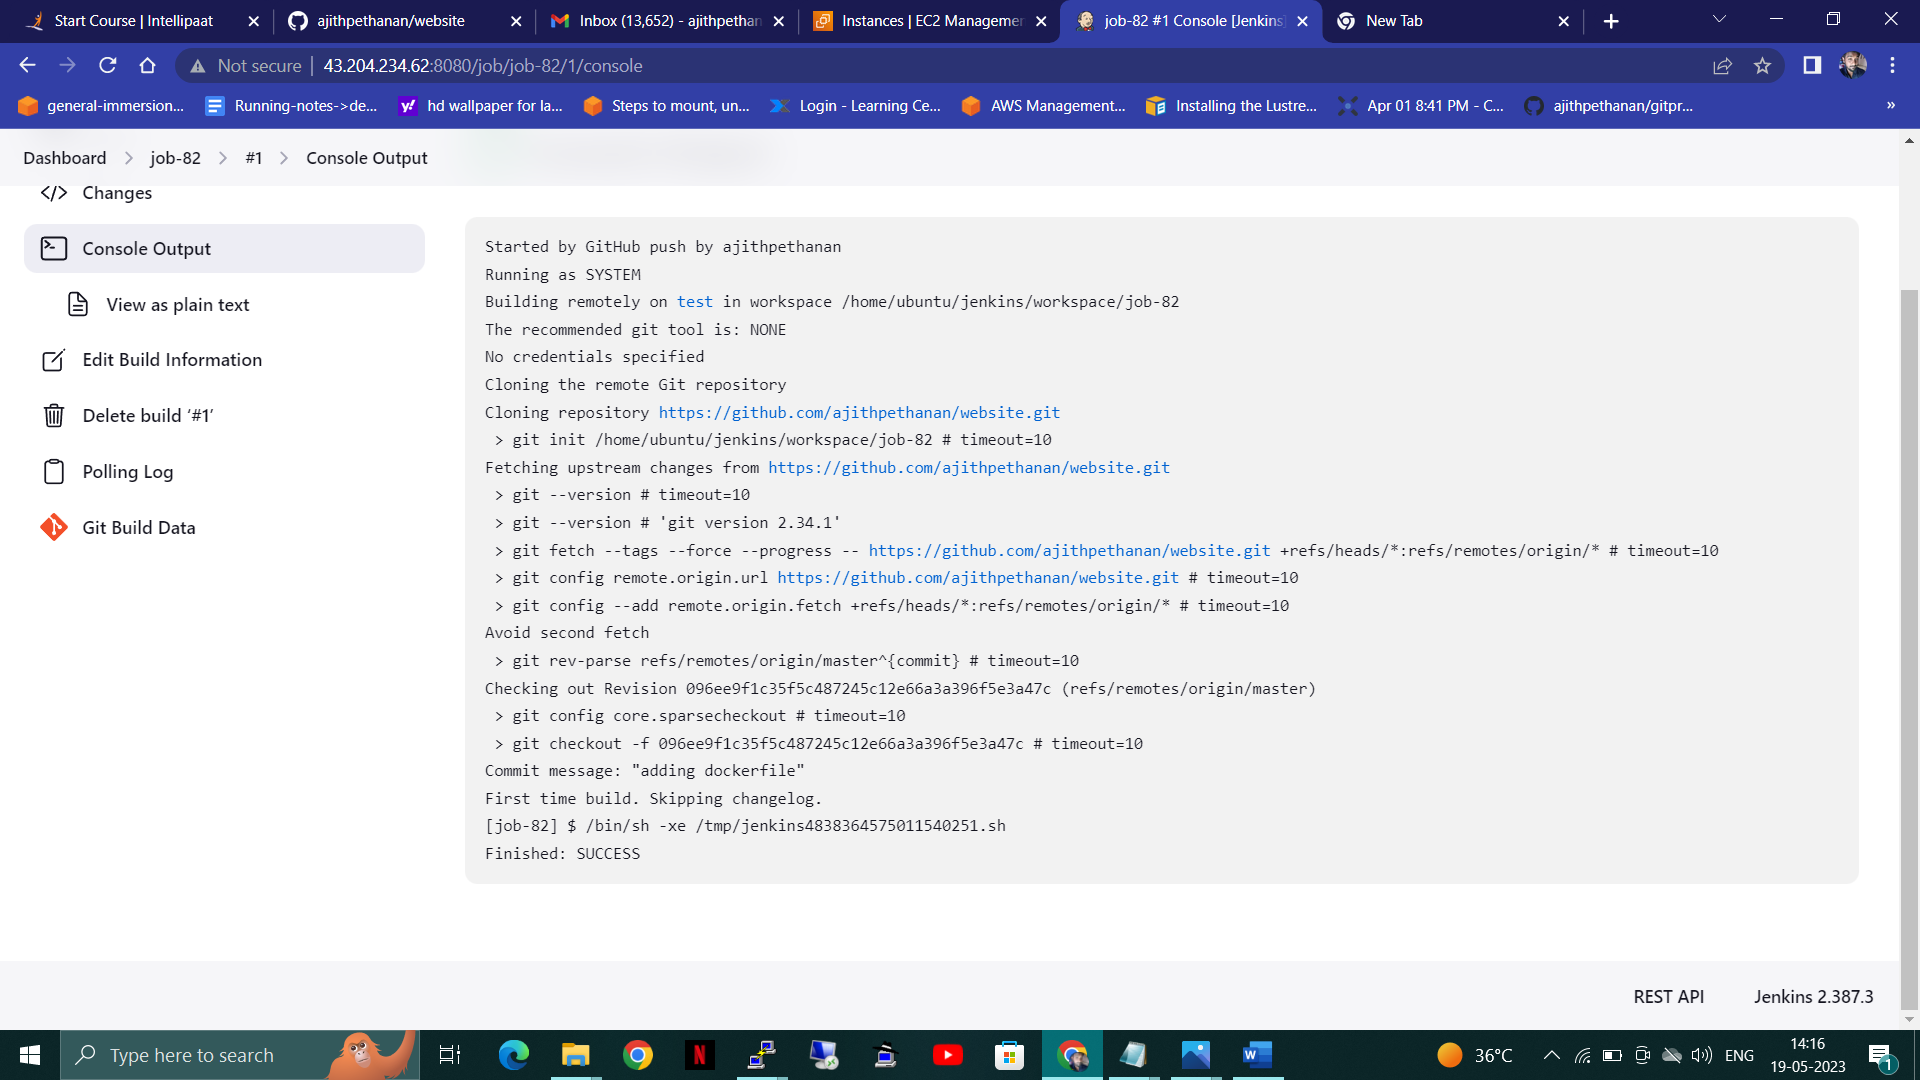 Start Course | Intellipaat
ajithpethanan/website
Inbox (13,652) - ajithpethan
Instances | EC2 Managemen
job-82 #1 Console [Jenkins]
New Tab
Not secure
43.204.234.62:8080/job/job-82/1/console
general-immersion...
Running-notes->de...
hd wallpaper for la...
Steps to mount, un...
Login - Learning Ce...
AWS Management...
Installing the Lustre...
Apr 01 8:41 PM - C...
ajithpethanan/gitpr...
»
Dashboard
job-82
#1
Console Output
Changes
Console Output
View as plain text
Edit Build Information
Delete build ‘#1’
Polling Log
Git Build Data
Started by GitHub push by ajithpethanan
Running as SYSTEM
Building remotely on test in workspace /home/ubuntu/jenkins/workspace/job-82
The recommended git tool is: NONE
No credentials specified
Cloning the remote Git repository
Cloning repository https://github.com/ajithpethanan/website.git
> git init /home/ubuntu/jenkins/workspace/job-82 # timeout=10
Fetching upstream changes from https://github.com/ajithpethanan/website.git
> git --version # timeout=10
> git --version # 'git version 2.34.1'
> git fetch --tags --force --progress -- https://github.com/ajithpethanan/website.git +refs/heads/*:refs/remotes/origin/* # timeout=10
> git config remote.origin.url https://github.com/ajithpethanan/website.git # timeout=10
> git config --add remote.origin.fetch +refs/heads/*:refs/remotes/origin/* # timeout=10
Avoid second fetch
> git rev-parse refs/remotes/origin/master^{commit} # timeout=10
Checking out Revision 096ee9f1c35f5c487245c12e66a3a396f5e3a47c (refs/remotes/origin/master)
> git config core.sparsecheckout # timeout=10
> git checkout -f 096ee9f1c35f5c487245c12e66a3a396f5e3a47c # timeout=10
Commit message: "adding dockerfile"
First time build. Skipping changelog.
[job-82] $ /bin/sh -xe /tmp/jenkins4838364575011540251.sh
Finished: SUCCESS
REST API
Jenkins 2.387.3
Type here to search
36°C
ENG
14:16
19-05-2023
1